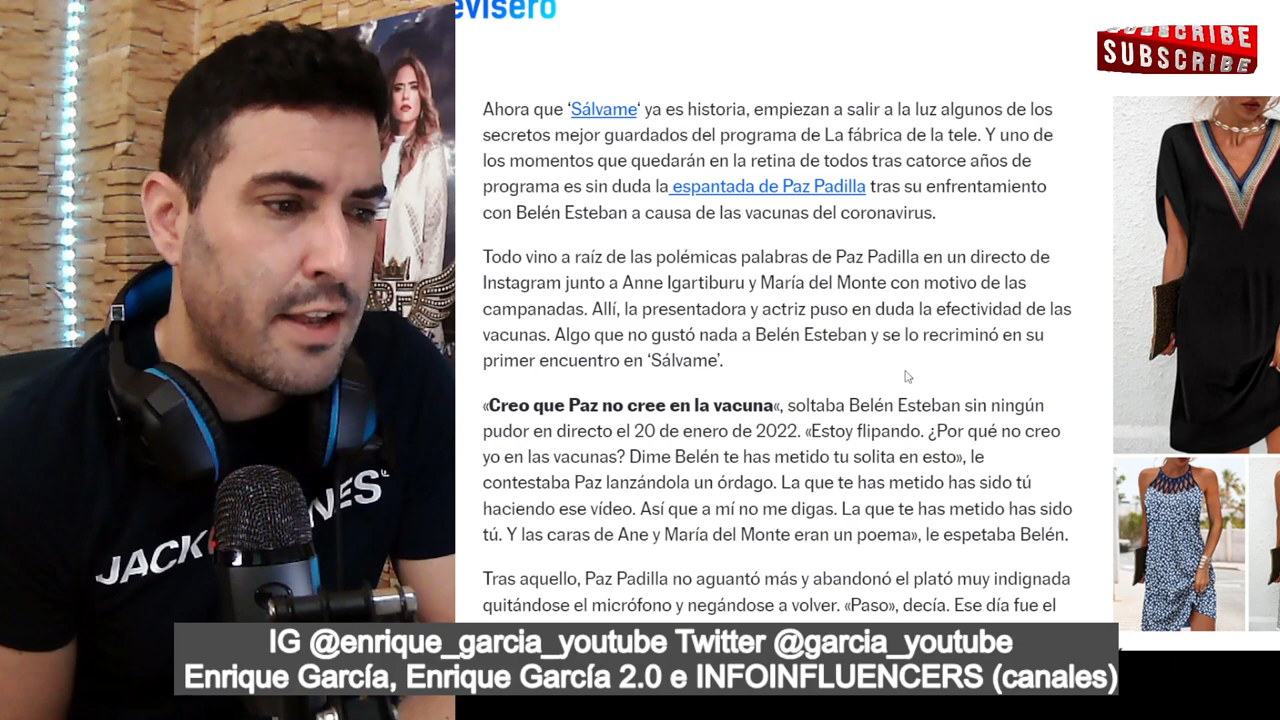 evisero
SUBSCRIBE
SUBSCRIBE
Ahora que ‘Sálvame‘ ya es historia, empiezan a salir a la luz algunos de los
secretos mejor guardados del programa de La fábrica de la tele. Y uno de
los momentos que quedarán en la retina de todos tras catorce años de
programa es sin duda la espantada de Paz Padilla tras su enfrentamiento
con Belén Esteban a causa de las vacunas del coronavirus.
Todo vino a raíz de las polémicas palabras de Paz Padilla en un directo de
Instagram junto a Anne Igartiburu y María del Monte con motivo de las
campanadas. Allí, la presentadora y actriz puso en duda la efectividad de las
vacunas. Algo que no gustó nada a Belén Esteban y se lo recriminó en su
primer encuentro en ‘Sálvame’.
«Creo que Paz no cree en la vacuna«, soltaba Belén Esteban sin ningún
pudor en directo el 20 de enero de 2022. «Estoy flipando. ¿Por qué no creo
yo en las vacunas? Dime Belén te has metido tu solita en esto», le
contestaba Paz lanzándola un órdago. La que te has metido has sido tú
haciendo ese vídeo. Así que a mí no me digas. La que te has metido has sido
tú. Y las caras de Ane y María del Monte eran un poema», le espetaba Belén.
Tras aquello, Paz Padilla no aguantó más y abandonó el plató muy indignada
quitándose el micrófono y negándose a volver. «Paso», decía. Ese día fue el
JACK
NES
IG @enrique_garcia_youtube Twitter @garcia_youtube
Enrique García, Enrique García 2.0 e INFOINFLUENCERS (canales)